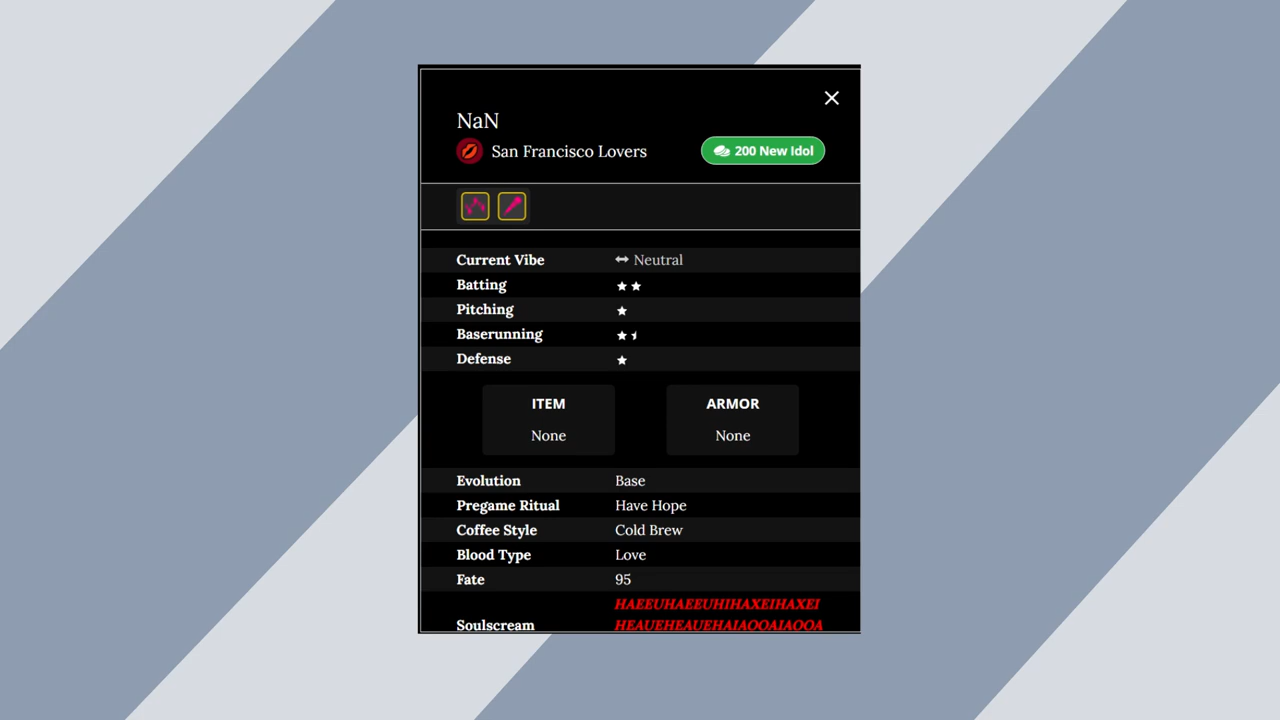 NaN
San Francisco Lovers
200 New Idol
Current Vibe Neutral
Batting
Pitching
Baserunning
Defense
ITEM ARMOR
None None
Evolution Base
Pregame Ritual Have Hope
Coffee Style Cold Brew
Blood Type Love
Fate 95
HAEEUHAEEUHIHAXEIHAXEI
Soulscream HEAUEHEAUEHAIAOOAIAOOA